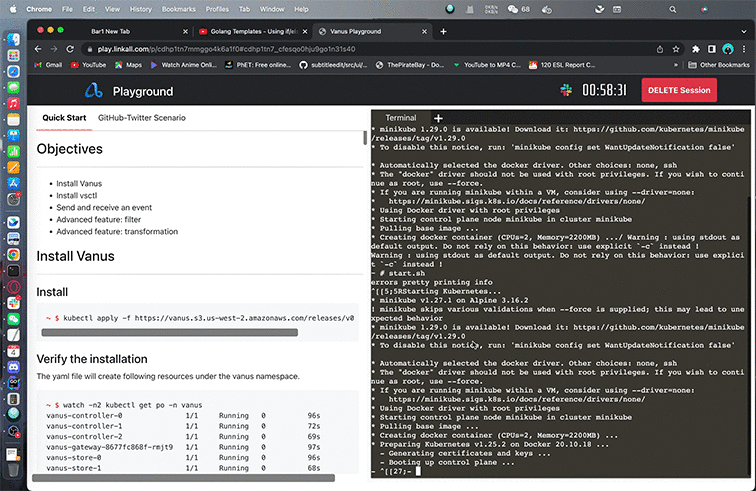 Chrome File Edit View History Bookmarks Profiles Tab Window Help
68
Bar1 New Tab
Golang Templates - Using if/el
Vanus Playground
play.linkall.com/p/cdhp1tn7mmggo4k6a1f0#cdhp1tn7_cfesqo0hju9go1n31s40
Gmail YouTube Maps Watch Anime Onli... PNET: Free online... subtitleedit/src/ui/... ThePirateBay - Do... YouTube to MP4 C... 120 ESL Report C... » Other Bookmarks
Playground
00:58:31
DELETE Session
Quick Start GitHub-Twitter Scenario
Objectives
• Install Vanus
• Install vsctl
• Send and receive an event
• Advanced feature: filter
• Advanced feature: transformation
Install Vanus
Install
~ $ kubectl apply -f https://vanus.s3.us-west-2.amazonaws.com/releases/v0
Verify the installation
The yaml file will create following resources under the vanus namespace.
~ $ watch -n2 kubectl get po -n vanus
vanus-controller-0 1/1 Running 0 96s
vanus-controller-1 1/1 Running 0 72s
vanus-controller-2 1/1 Running 0 69s
vanus-gateway-8677fc868f-rmjt9 1/1 Running 0 97s
vanus-store-0 1/1 Running 0 96s
vanus-store-1 1/1 Running 0 68s
Terminal +
* minikube 1.29.0 is available! Download it: https://github.com/kubernetes/minikube
/releases/tag/v1.29.0
* To disable this notice, run: 'minikube config set WantUpdateNotification false'
* Automatically selected the docker driver. Other choices: none, ssh
* The "docker" driver should not be used with root privileges. If you wish to conti
nue as root, use --force.
* If you are running minikube within a VM, consider using --driver=none:
* https://minikube.sigs.k8s.io/docs/reference/drivers/none/
* Using Docker driver with root privileges
* Starting control plane node minikube in cluster minikube
* Pulling base image ...
* Creating docker container (CPUs=2, Memory=2200MB) .../ Warning : using stdout as
default output. Do not rely on this behavior: use explicit `-c` instead !
Warning : using stdout as default output. Do not rely on this behavior: use explici
t `-c` instead !
- # start.sh
errors pretty printing info
^[[5;5RStarting Kubernetes...
* minikube v1.27.1 on Alpine 3.16.2
! minikube skips various validations when --force is supplied; this may lead to une
xpected behavior
* minikube 1.29.0 is available! Download it: https://github.com/kubernetes/minikube
/releases/tag/v1.29.0
* To disable this notice, run: 'minikube config set WantUpdateNotification false'
* Automatically selected the docker driver. Other choices: none, ssh
* The "docker" driver should not be used with root privileges. If you wish to conti
nue as root, use --force.
* If you are running minikube within a VM, consider using --driver=none:
* https://minikube.sigs.k8s.io/docs/reference/drivers/none/
* Using Docker driver with root privileges
* Starting control plane node minikube in cluster minikube
* Pulling base image ...
* Creating docker container (CPUs=2, Memory=2200MB) ...
* Preparing Kubernetes v1.25.2 on Docker 20.10.18 ...
- Generating certificates and keys ...
- Booting up control plane ...
- ^[[27;-